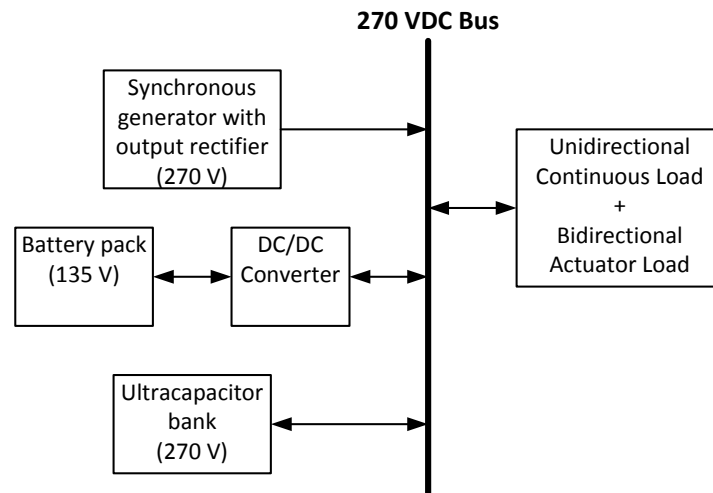 270 VDC Bus
Synchronous
generator with
output rectifier
(270 V)
Unidirectional
Continuous Load
+
Bidirectional
Actuator Load
Battery pack
(135 V)
DC/DC
Converter
Ultracapacitor
bank
(270 V)